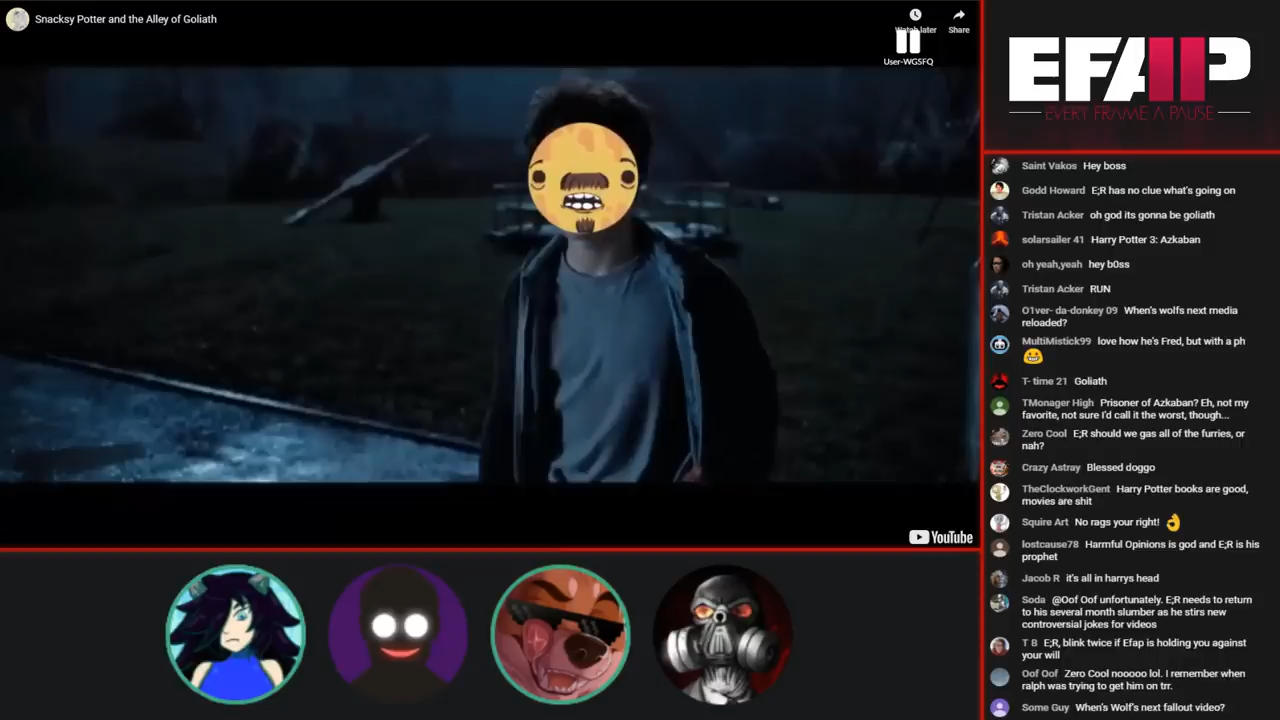 Snacksy Potter and the Alley of Goliath
Watch later
Share
User-WGSFQ
YouTube
EFAP
EVERY FRAME A PAUSE
Saint Vakos Hey boss
Godd Howard E;R has no clue what's going on
Tristan Acker oh god its gonna be goliath
solarsailer 41 Harry Potter 3: Azkaban
oh yeah,yeah hey b0ss
Tristan Acker RUN
O1ver- da-donkey 09 When's wolfs next media
reloaded?
MultiMistick99 love how he's Fred, but with a ph
T- time 21 Goliath
TManager High Prisoner of Azkaban? Eh, not my
favorite, not sure I'd call it the worst, though...
Zero Cool E;R should we gas all of the furries, or
nah?
Crazy Astray Blessed doggo
TheClockworkGent Harry Potter books are good,
movies are shit
Squire Art No rags your right! 👌
lostcause78 Harmful Opinions is god and E;R is his
prophet
Jacob R it's all in harrys head
Soda @Oof Oof unfortunately. E;R needs to return
to his several month slumber as he stirs new
controversial jokes for videos
T B E;R, blink twice if Efap is holding you against
your will
Oof Oof Zero Cool nooooo lol. I remember when
ralph was trying to get him on trr.
Some Guy When's Wolf's next fallout video?